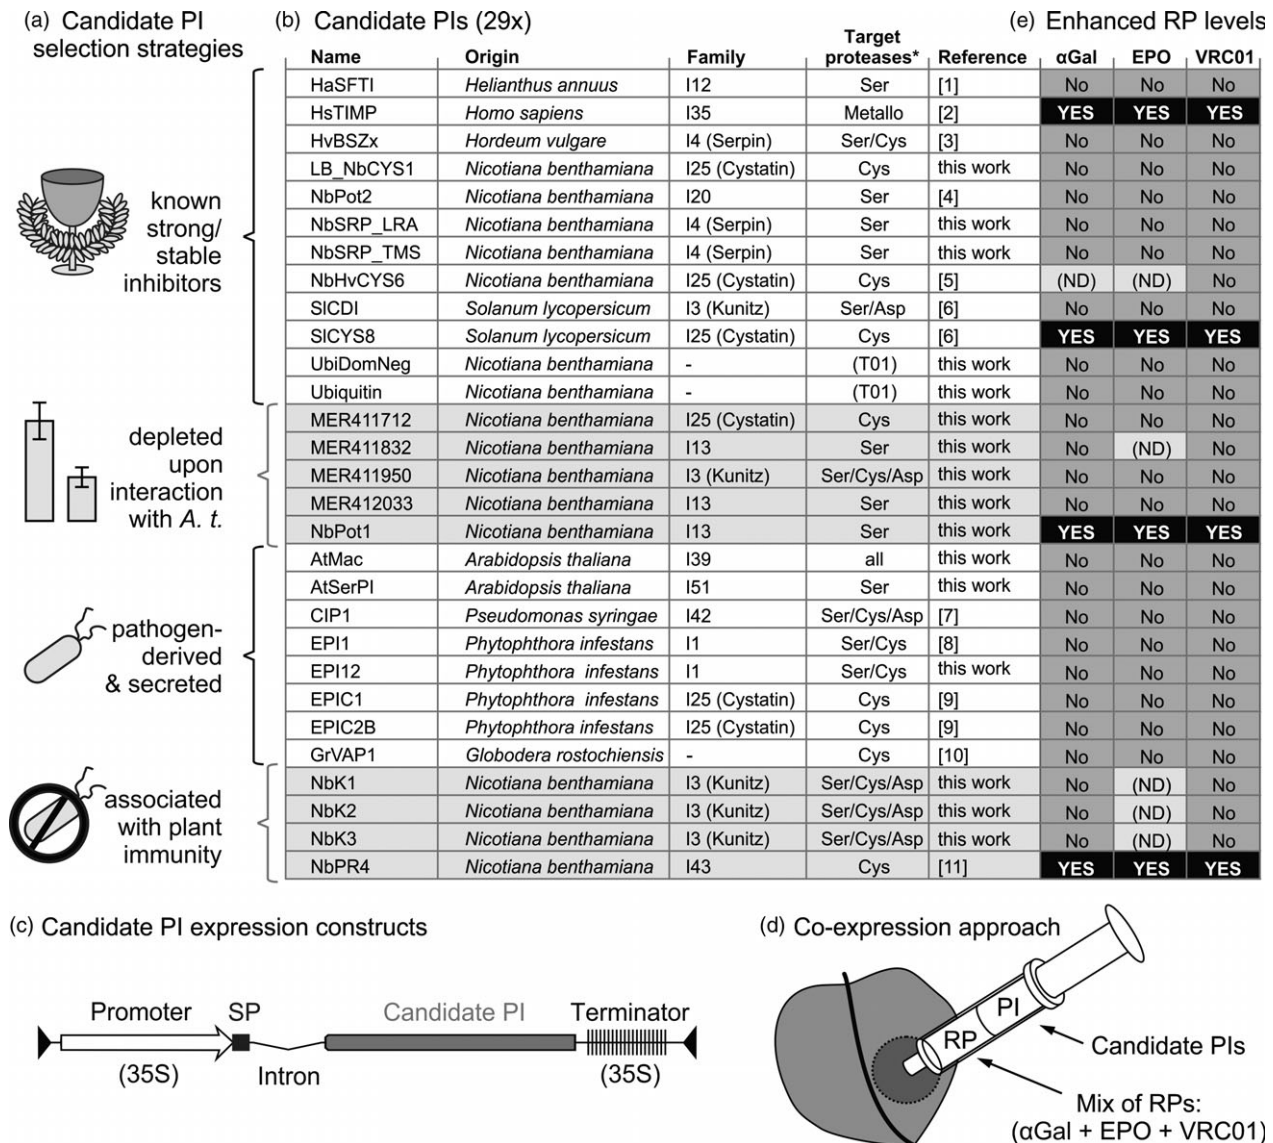 (a) Candidate PI
selection strategies
(b) Candidate PIs (29x)
(e) Enhanced RP levels
Name Origin Family Target proteases* Reference αGal EPO VRC01
HaSFTI Helianthus annuus I12 Ser [1] No No No
HsTIMP Homo sapiens I35 Metallo [2] YES YES YES
HvBSZx Hordeum vulgare I4 (Serpin) Ser/Cys [3] No No No
LB_NbCYS1 Nicotiana benthamiana I25 (Cystatin) Cys this work No No No
NbPot2 Nicotiana benthamiana I20 Ser [4] No No No
NbSRP_LRA Nicotiana benthamiana I4 (Serpin) Ser this work No No No
NbSRP_TMS Nicotiana benthamiana I4 (Serpin) Ser this work No No No
NbHvCYS6 Nicotiana benthamiana I25 (Cystatin) Cys [5] (ND) (ND) No
SlCDI Solanum lycopersicum I3 (Kunitz) Ser/Asp [6] No No No
SlCYS8 Solanum lycopersicum I25 (Cystatin) Cys [6] YES YES YES
UbiDomNeg Nicotiana benthamiana - (T01) this work No No No
Ubiquitin Nicotiana benthamiana - (T01) this work No No No
known
strong/
stable
inhibitors
MER411712 Nicotiana benthamiana I25 (Cystatin) Cys this work No No No
MER411832 Nicotiana benthamiana I13 Ser this work No (ND) No
MER411950 Nicotiana benthamiana I3 (Kunitz) Ser/Cys/Asp this work No No No
MER412033 Nicotiana benthamiana I13 Ser this work No No No
NbPot1 Nicotiana benthamiana I13 Ser this work YES YES YES
depleted
upon
interaction
with A. t.
AtMac Arabidopsis thaliana I39 all this work No No No
AtSerPI Arabidopsis thaliana I51 Ser this work No No No
CIP1 Pseudomonas syringae I42 Ser/Cys/Asp [7] No No No
EPI1 Phytophthora infestans I1 Ser/Cys [8] No No No
EPI12 Phytophthora infestans I1 Ser/Cys this work No No No
EPIC1 Phytophthora infestans I25 (Cystatin) Cys [9] No No No
EPIC2B Phytophthora infestans I25 (Cystatin) Cys [9] No No No
GrVAP1 Globodera rostochiensis - Cys [10] No No No
pathogen-
derived
& secreted
NbK1 Nicotiana benthamiana I3 (Kunitz) Ser/Cys/Asp this work No (ND) No
NbK2 Nicotiana benthamiana I3 (Kunitz) Ser/Cys/Asp this work No (ND) No
NbK3 Nicotiana benthamiana I3 (Kunitz) Ser/Cys/Asp this work No (ND) No
NbPR4 Nicotiana benthamiana I43 Cys [11] YES YES YES
associated
with plant
immunity
(c) Candidate PI expression constructs
Promoter SP Candidate PI Terminator
(35S) Intron (35S)
(d) Co-expression approach
PI
RP
Candidate PIs
Mix of RPs:
(αGal + EPO + VRC01)